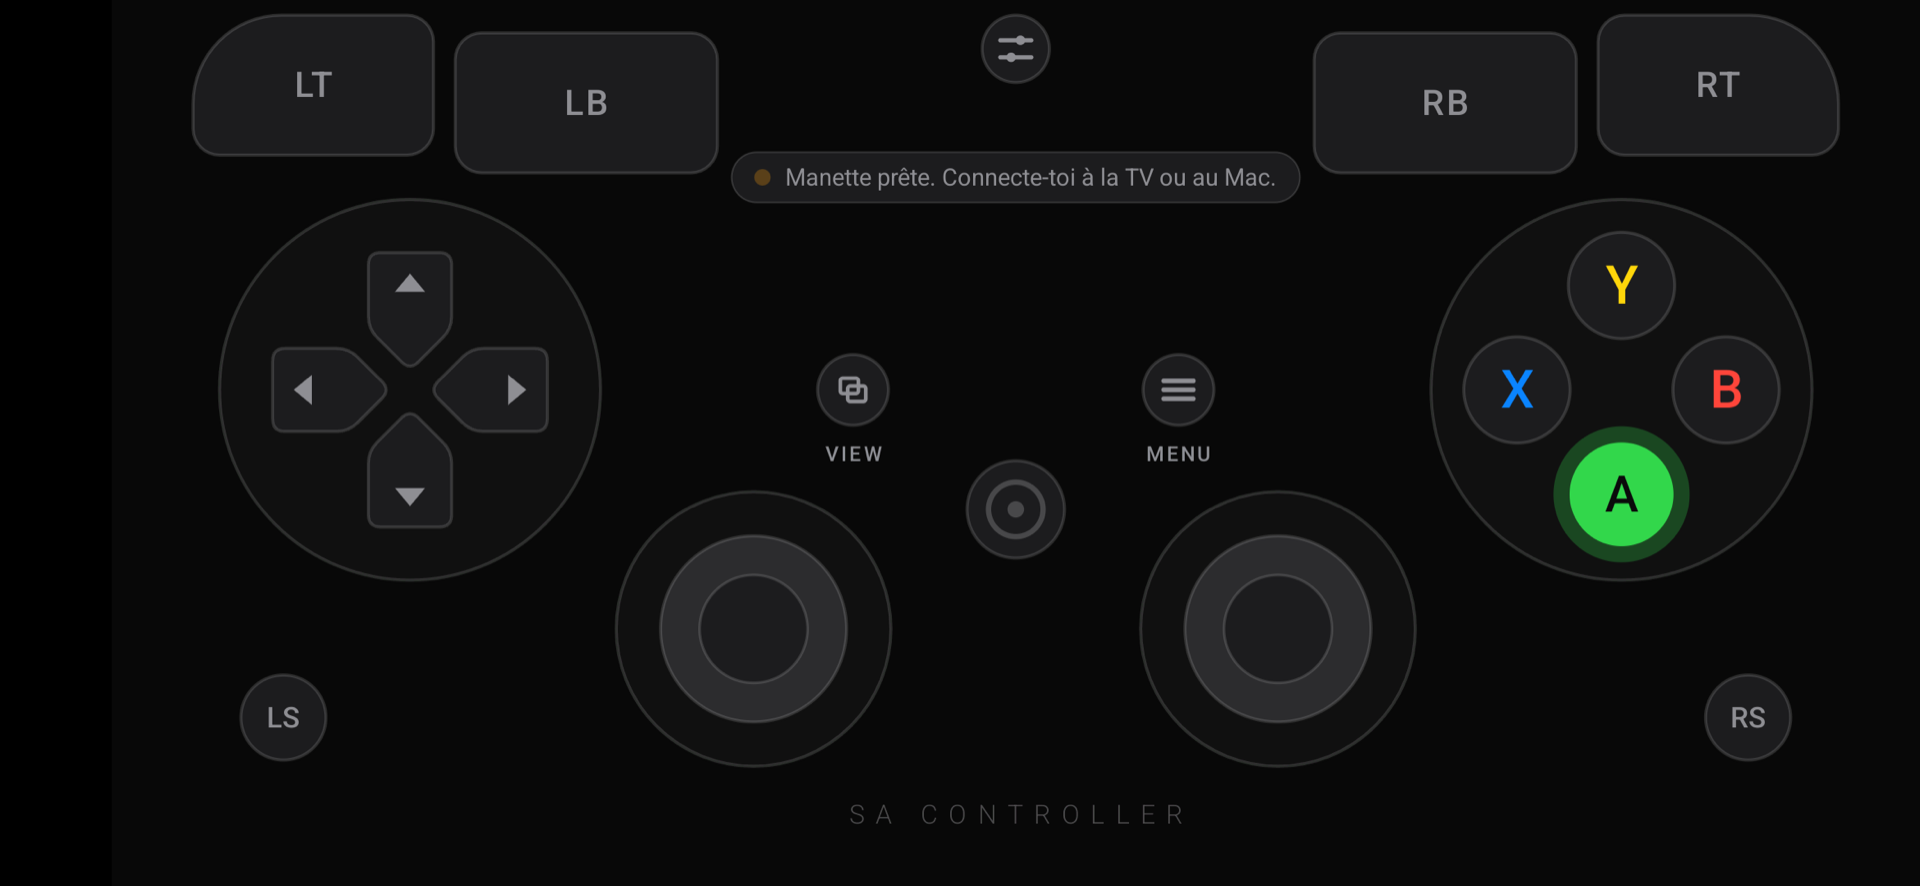 LT
LB
RB
RT
Manette prête. Connecte-toi à la TV ou au Mac.
Y
X
B
A
VIEW
MENU
LS
RS
SA CONTROLLER